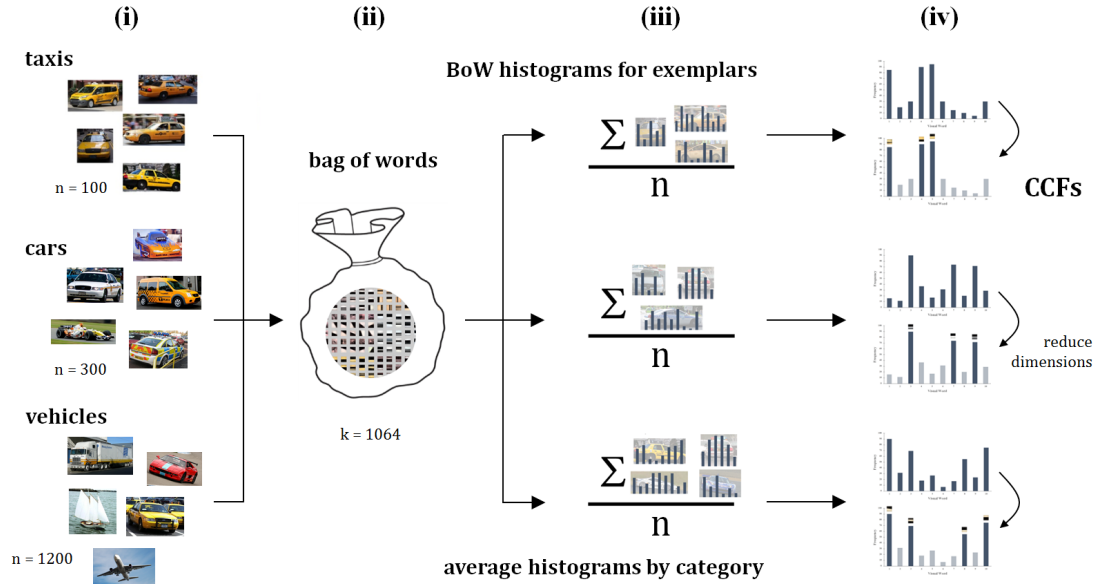 (i)
(ii)
(iii)
(iv)
taxis
n = 100
cars
n = 300
vehicles
n = 1200
bag of words
k = 1064
BoW histograms for exemplars
Σ
n
Σ
n
Σ
n
average histograms by category
CCFs
reduce
dimensions